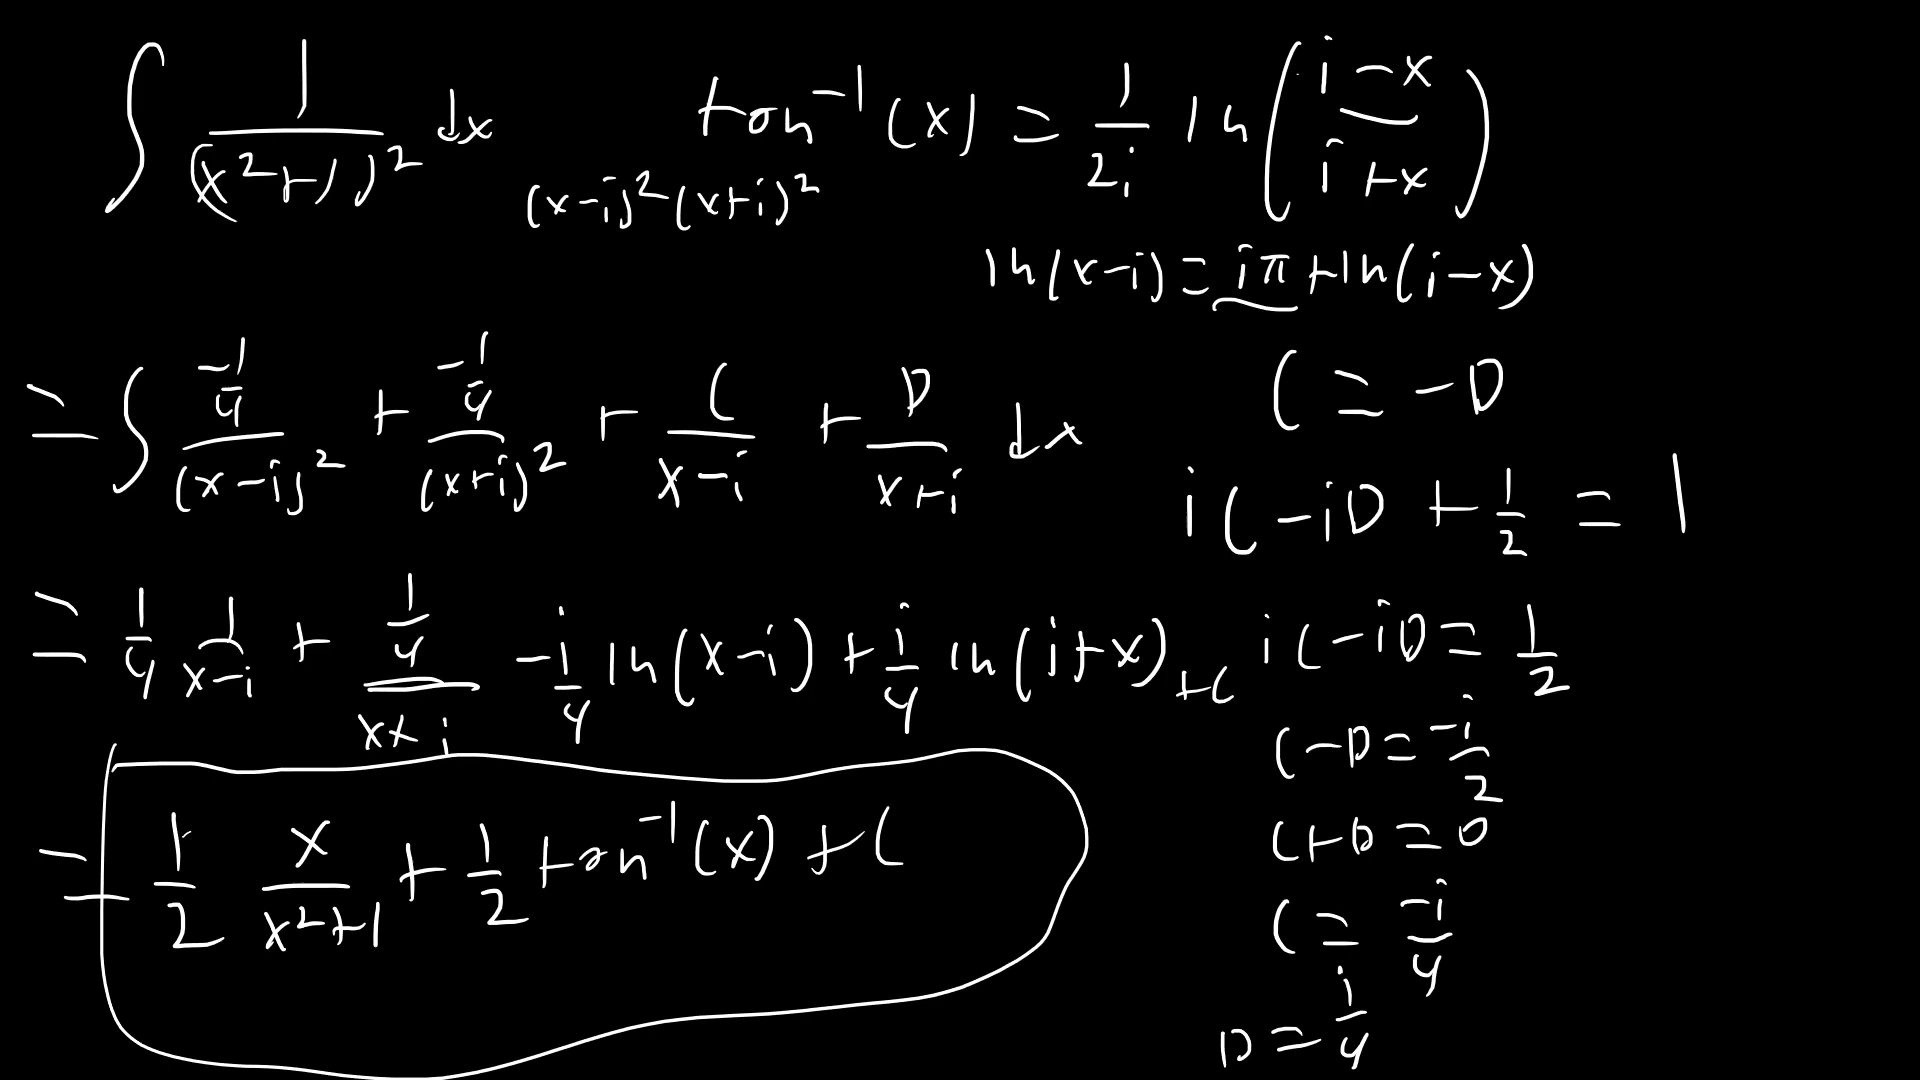 ∫ 1/(x²+1)² dx
tan⁻¹(x) = 1/2i ln((i-x)/(i+x))
(x-i)²(x+i)²
ln(x-i) = iπ + ln(i-x)
= ∫ (-1/4)/(x-i)² + (-1/4)/(x+i)² + C/(x-i) + D/(x+i) dx
C = -D
iC - iD + 1/2 = 1
= 1/4 1/(x-i) + (1/4)/(x+i) - i/4 ln(x-i) + i/4 ln(i+x) + C
iC - iD = 1/2
C - D = -i/2
C + D = 0
= 1/2 x/(x²+1) + 1/2 tan⁻¹(x) + C
C = -i/4
D = i/4